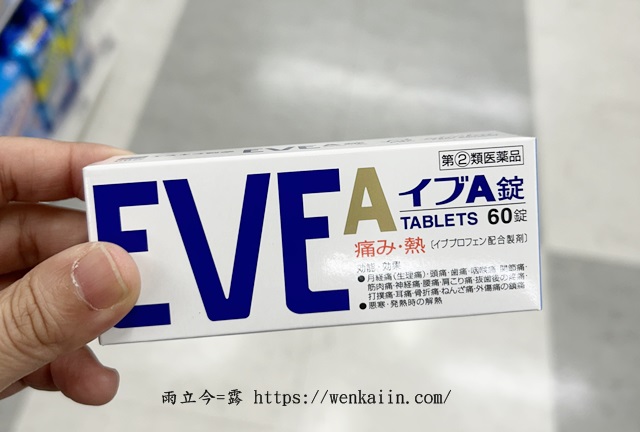 第②類医薬品
EVE A イブA錠
TABLETS 60錠
痛み・熱 〔イブプロフェン配合製剤〕
効能・効果
●月経痛(生理痛)・頭痛・歯痛・咽喉痛・関節痛・
筋肉痛・神経痛・腰痛・肩こり痛・抜歯後の疼痛・
打撲痛・耳痛・骨折痛・ねんざ痛・外傷痛の鎮痛
●悪寒・発熱時の解熱
雨立今=露 https://wenkaiin.com/